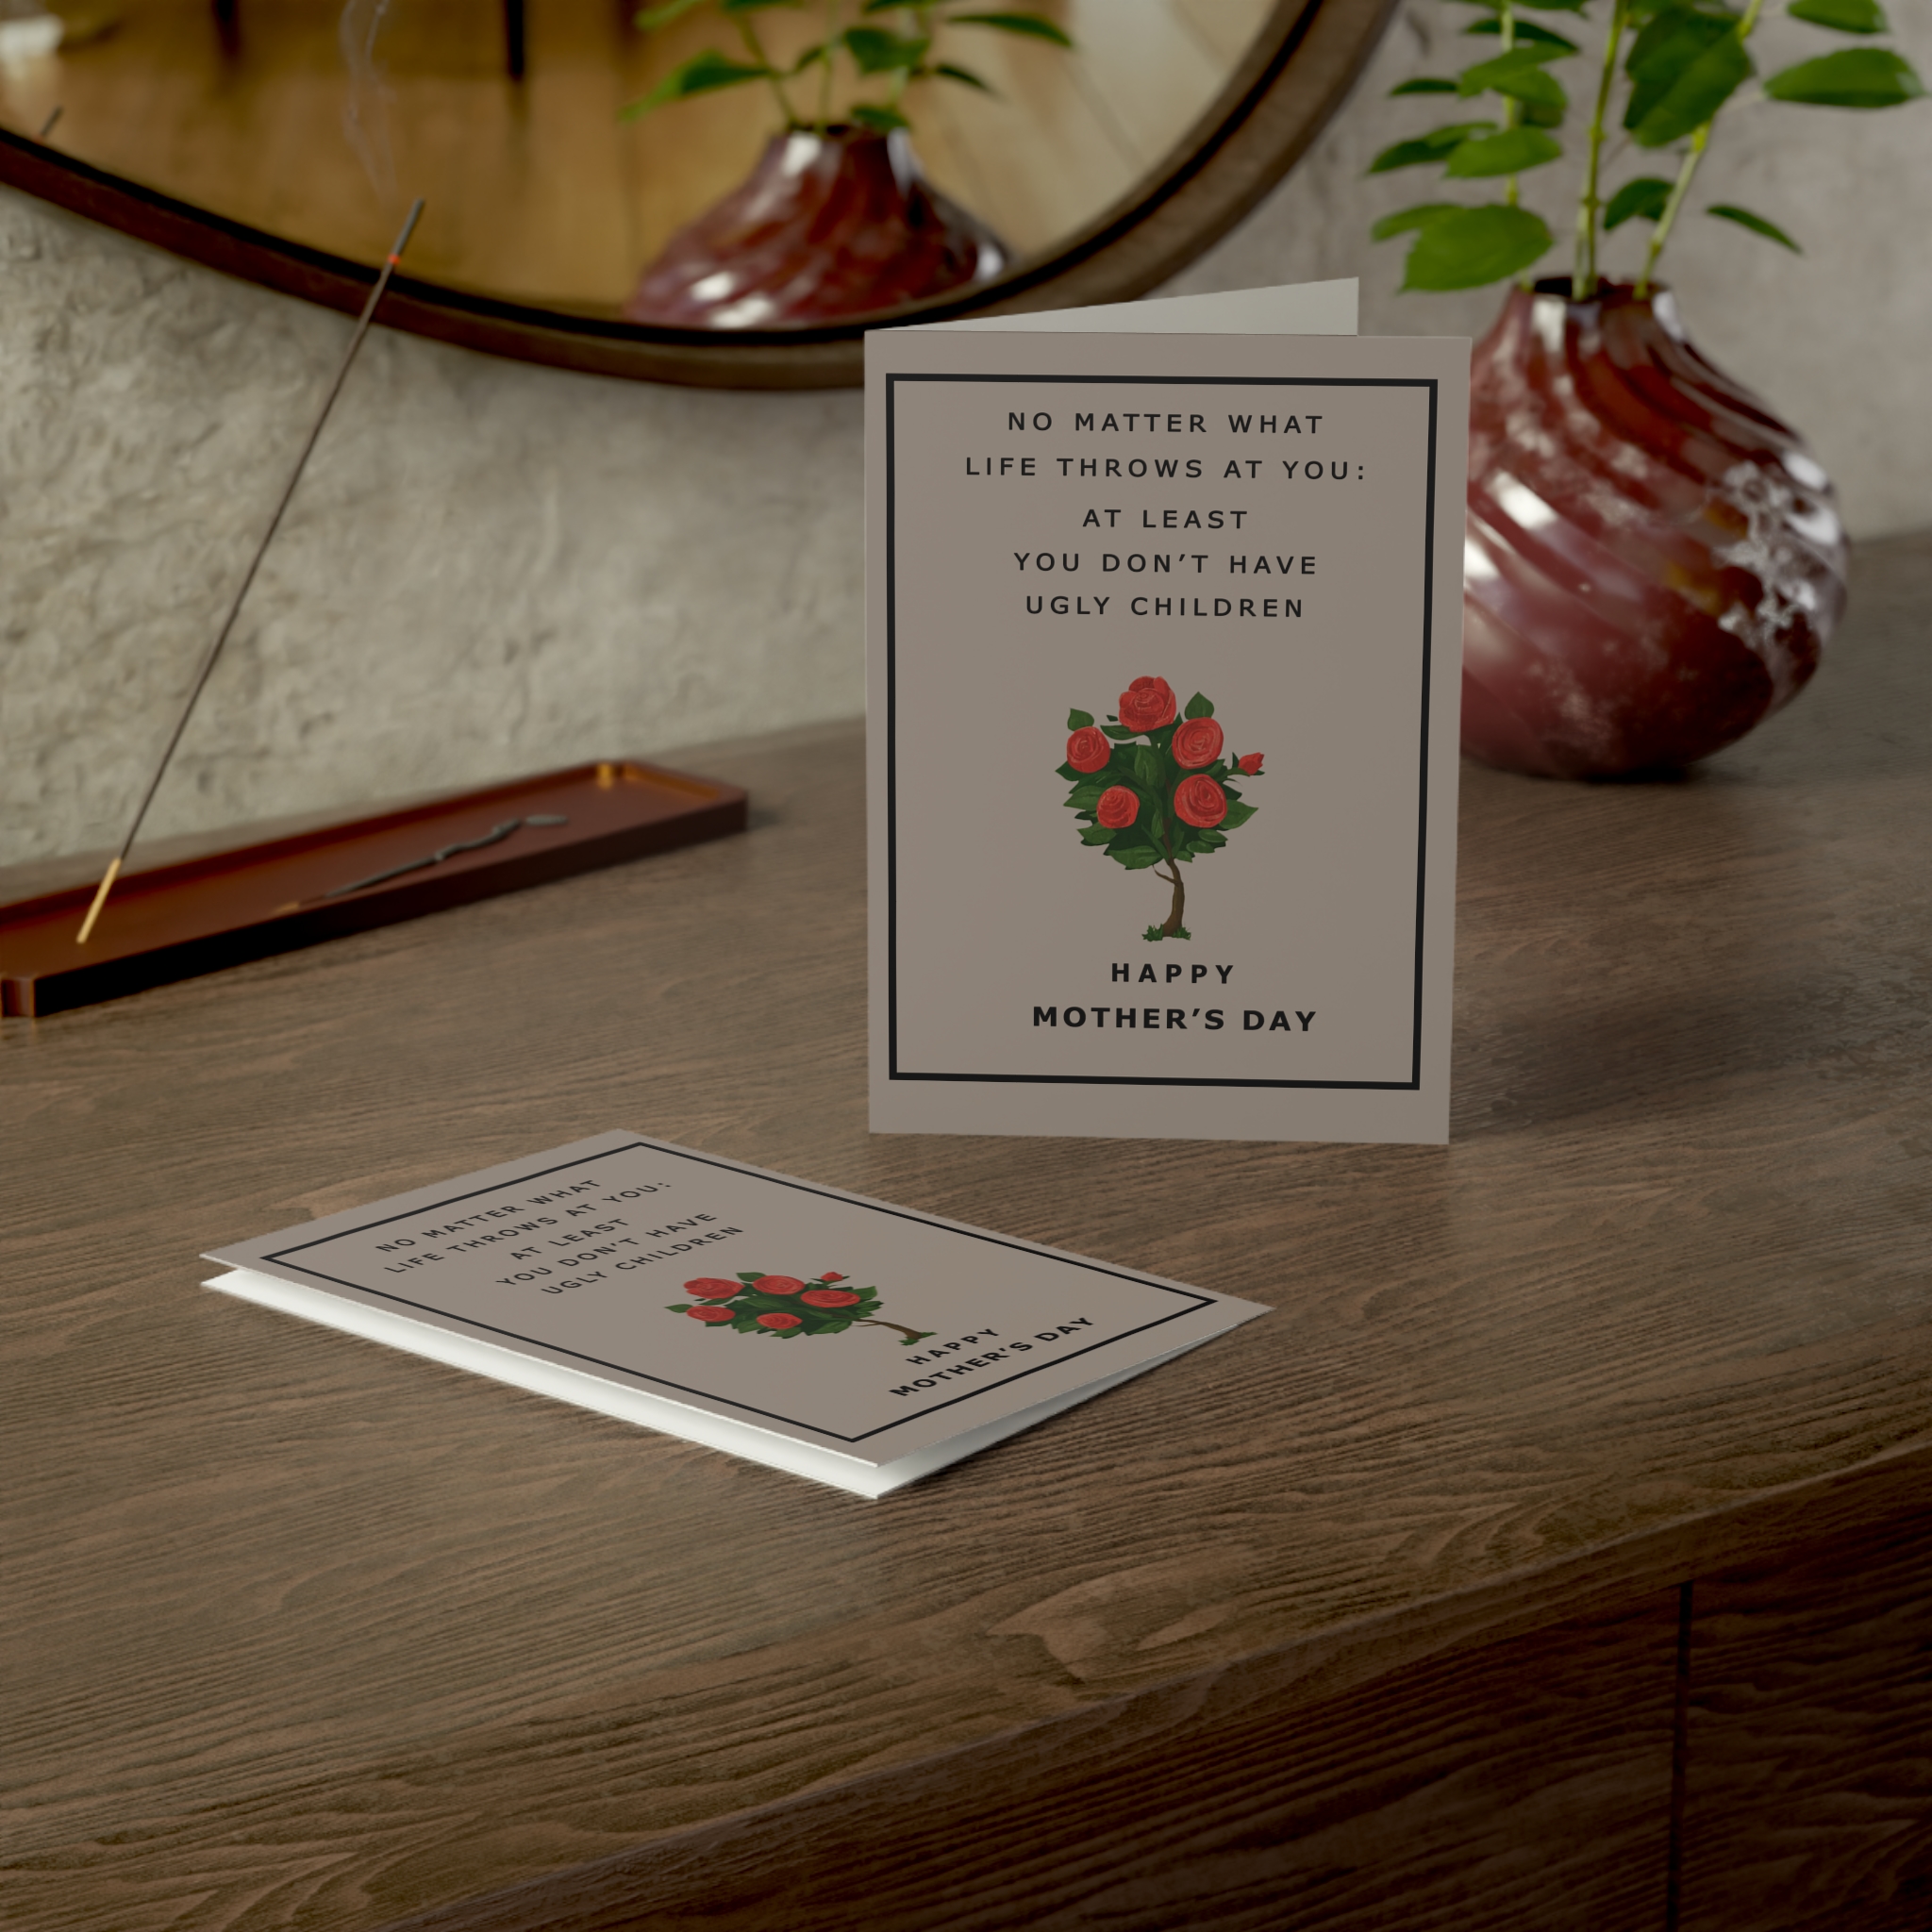 NO MATTER WHAT
LIFE THROWS AT YOU:
AT LEAST
YOU DON’T HAVE
UGLY CHILDREN
HAPPY
MOTHER’S DAY
NO MATTER WHAT
LIFE THROWS AT YOU:
AT LEAST
YOU DON’T HAVE
UGLY CHILDREN
HAPPY
MOTHER’S DAY